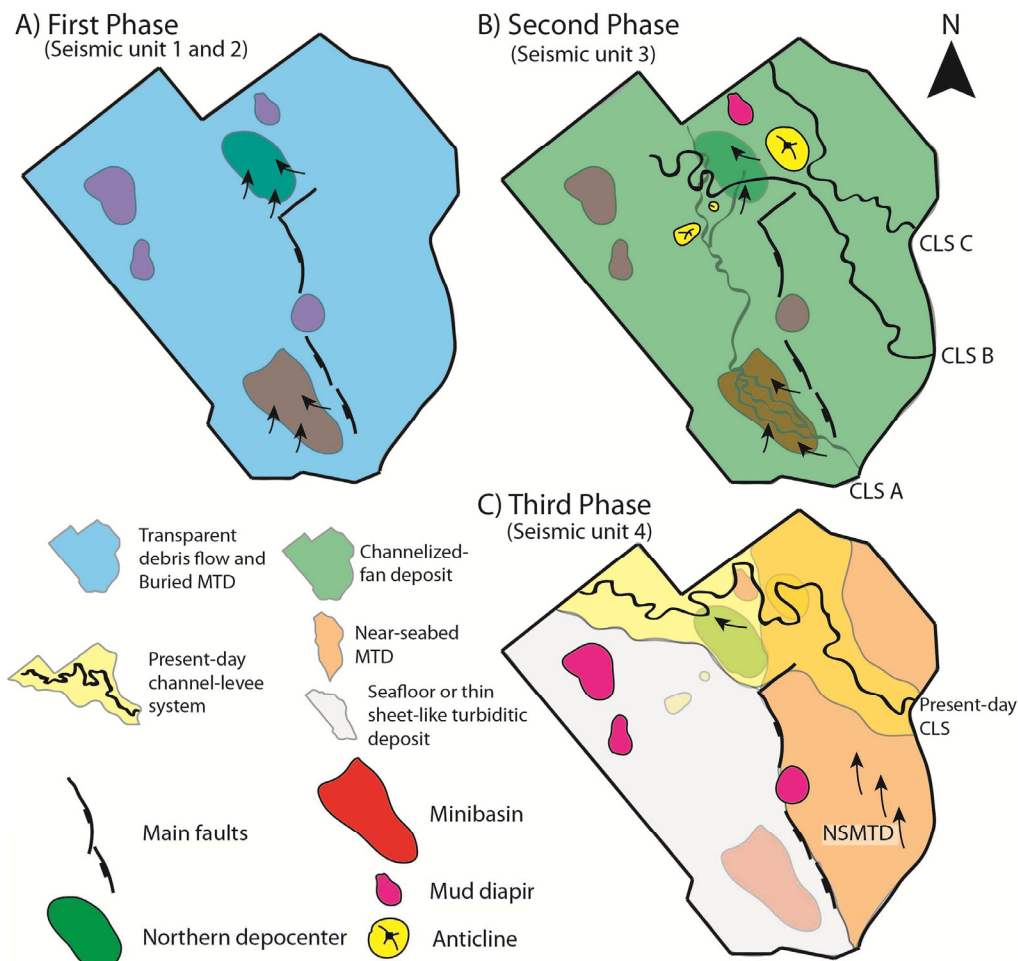 A) First Phase
(Seismic unit 1 and 2)
B) Second Phase
(Seismic unit 3)
N
CLS C
CLS B
CLS A
C) Third Phase
(Seismic unit 4)
Present-day
CLS
NSMTD
Transparent
debris flow and
Buried MTD
Channelized-
fan deposit
Present-day
channel-levee
system
Near-seabed
MTD
Seafloor or thin
sheet-like turbiditic
deposit
Main faults
Minibasin
Mud diapir
Northern depocenter
Anticline